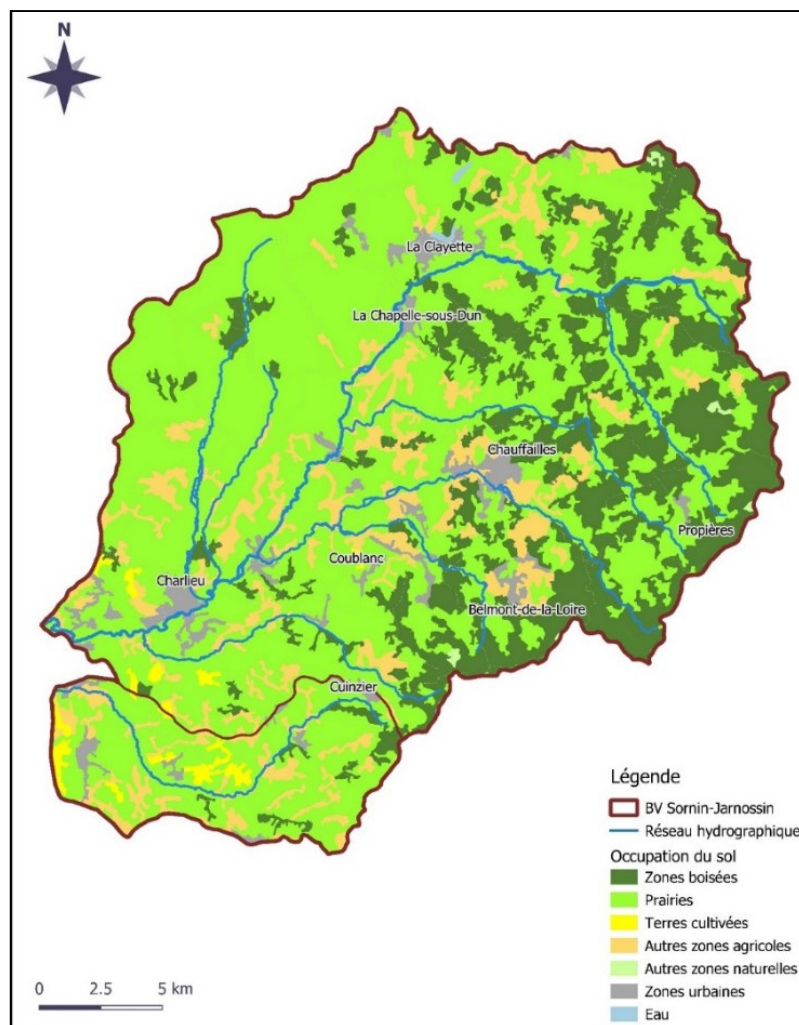 N
La Clayette
La Chapelle-sous-Dun
Chauffailles
Propières
Coublanc
Charlieu
Belmont-de-la-Loire
Cuinzier
Légende
BV Sornin-Jarnossin
Réseau hydrographique
Occupation du sol
Zones boisées
Prairies
Terres cultivées
Autres zones agricoles
Autres zones naturelles
Zones urbaines
Eau
0 2.5 5 km